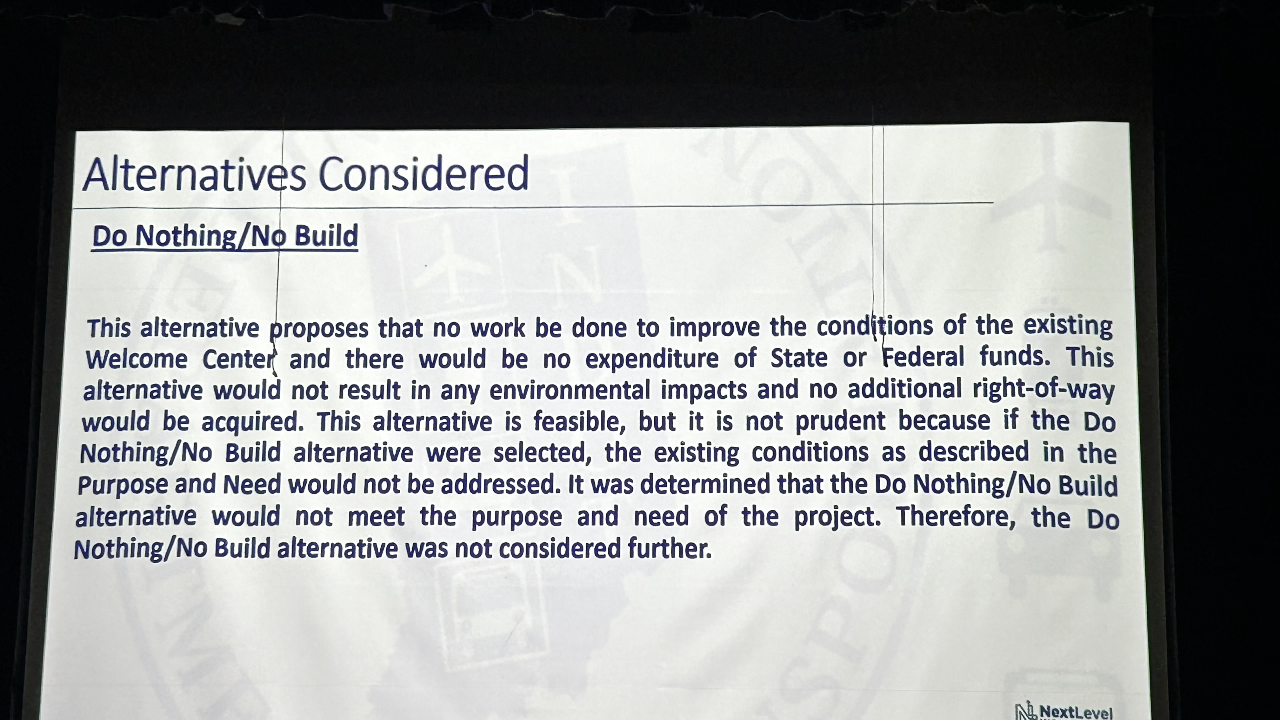 Alternatives Considered
Do Nothing/No Build
This alternative proposes that no work be done to improve the conditions of the existing
Welcome Center and there would be no expenditure of State or Federal funds. This
alternative would not result in any environmental impacts and no additional right-of-way
would be acquired. This alternative is feasible, but it is not prudent because if the Do
Nothing/No Build alternative were selected, the existing conditions as described in the
Purpose and Need would not be addressed. It was determined that the Do Nothing/No Build
alternative would not meet the purpose and need of the project. Therefore, the Do
Nothing/No Build alternative was not considered further.
NextLevel